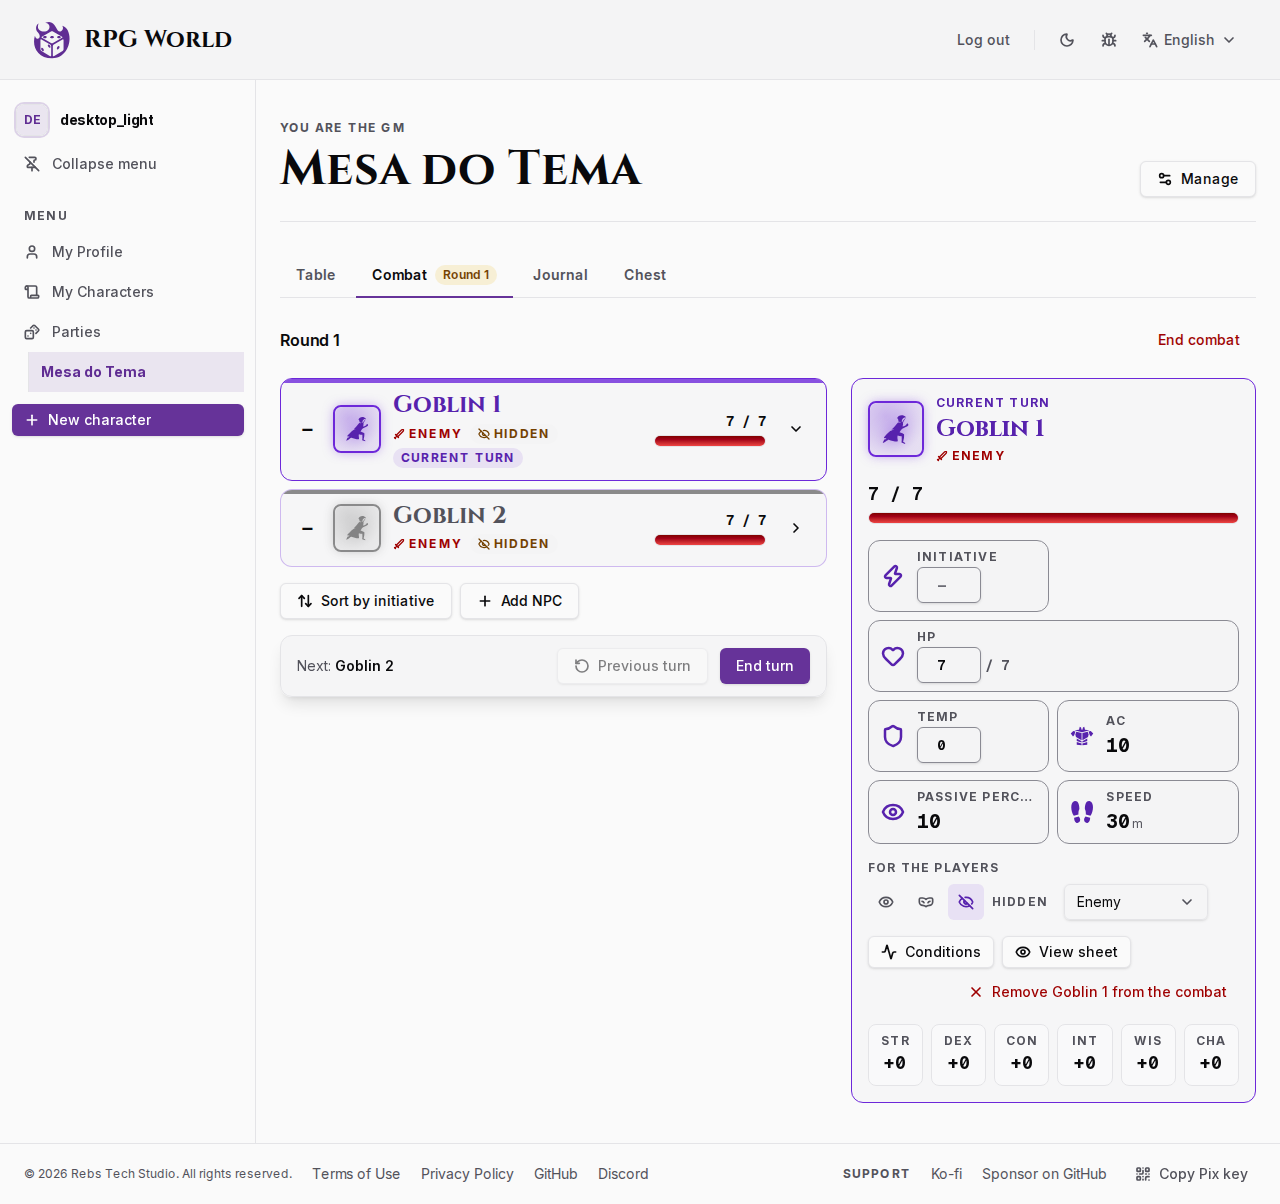 RPG World
Log out
English
DE
desktop_light
Collapse menu
MENU
My Profile
My Characters
Parties
Mesa do Tema
New character
YOU ARE THE GM
Mesa do Tema
Manage
Table
Combat
Round 1
Journal
Chest
Round 1
End combat
–
Goblin 1
ENEMY
HIDDEN
CURRENT TURN
7 / 7
–
Goblin 2
ENEMY
HIDDEN
7 / 7
Sort by initiative
Add NPC
Next: Goblin 2
Previous turn
End turn
CURRENT TURN
Goblin 1
ENEMY
7 / 7
INITIATIVE
–
HP
7 / 7
TEMP
0
AC
10
PASSIVE PERC...
10
SPEED
30 m
FOR THE PLAYERS
HIDDEN
Enemy
Conditions
View sheet
Remove Goblin 1 from the combat
STR
+0
DEX
+0
CON
+0
INT
+0
WIS
+0
CHA
+0
© 2026 Rebs Tech Studio. All rights reserved.
Terms of Use
Privacy Policy
GitHub
Discord
SUPPORT
Ko-fi
Sponsor on GitHub
Copy Pix key